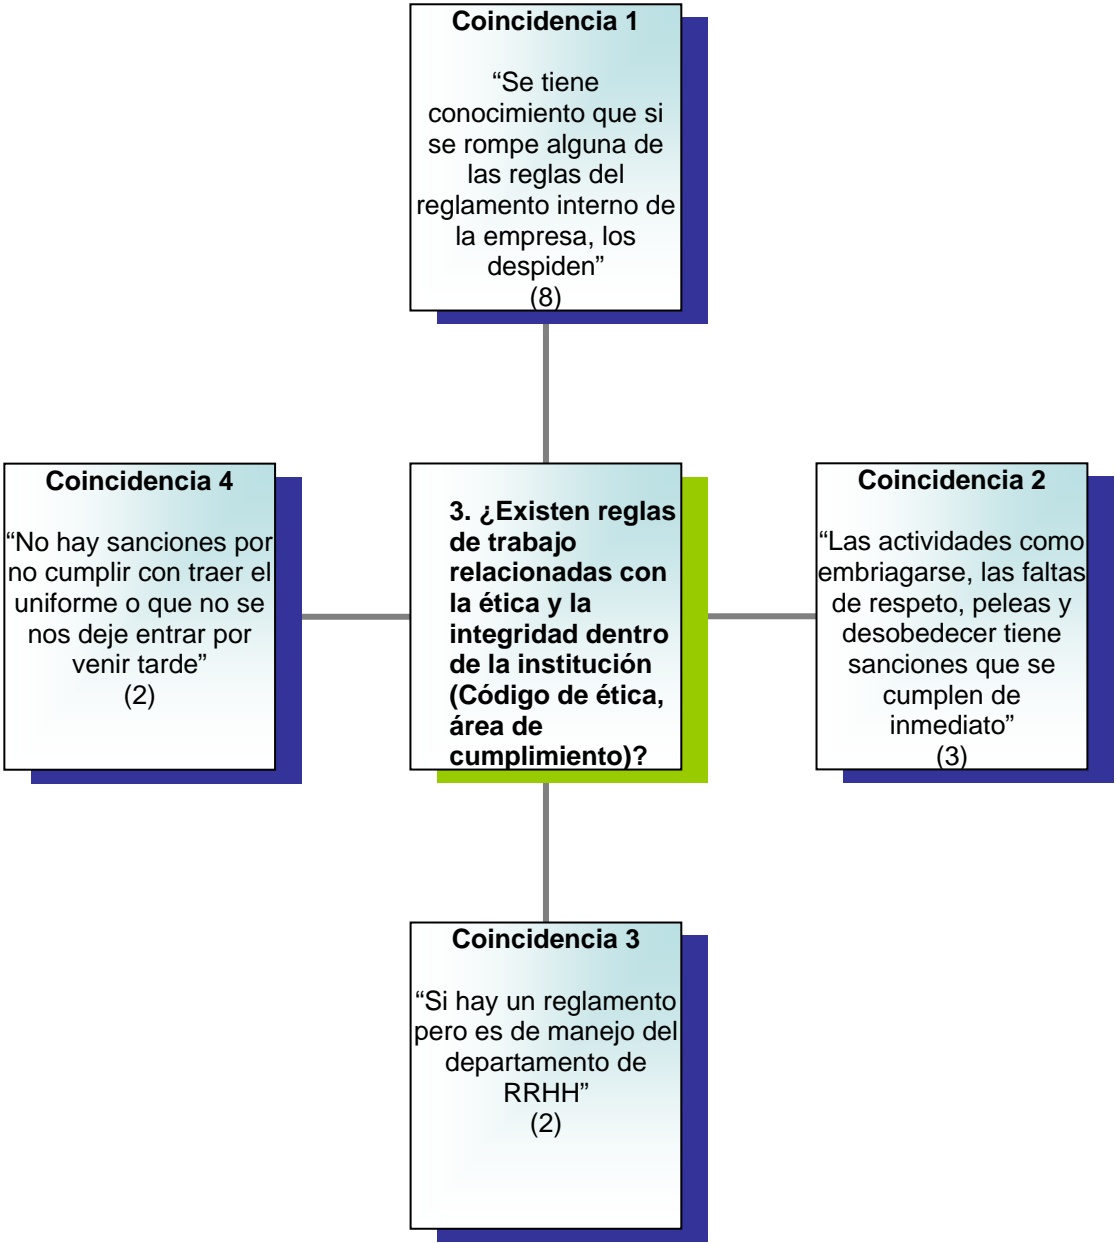 Coincidencia 1
“Se tiene
conocimiento que si
se rompe alguna de
las reglas del
reglamento interno de
la empresa, los
despiden”
(8)
Coincidencia 4
“No hay sanciones por
no cumplir con traer el
uniforme o que no se
nos deje entrar por
venir tarde”
(2)
3. ¿Existen reglas
de trabajo
relacionadas con
la ética y la
integridad dentro
de la institución
(Código de ética,
área de
cumplimiento)?
Coincidencia 2
“Las actividades como
embriagarse, las faltas
de respeto, peleas y
desobedecer tiene
sanciones que se
cumplen de
inmediato”
(3)
Coincidencia 3
“Si hay un reglamento
pero es de manejo del
departamento de
RRHH”
(2)